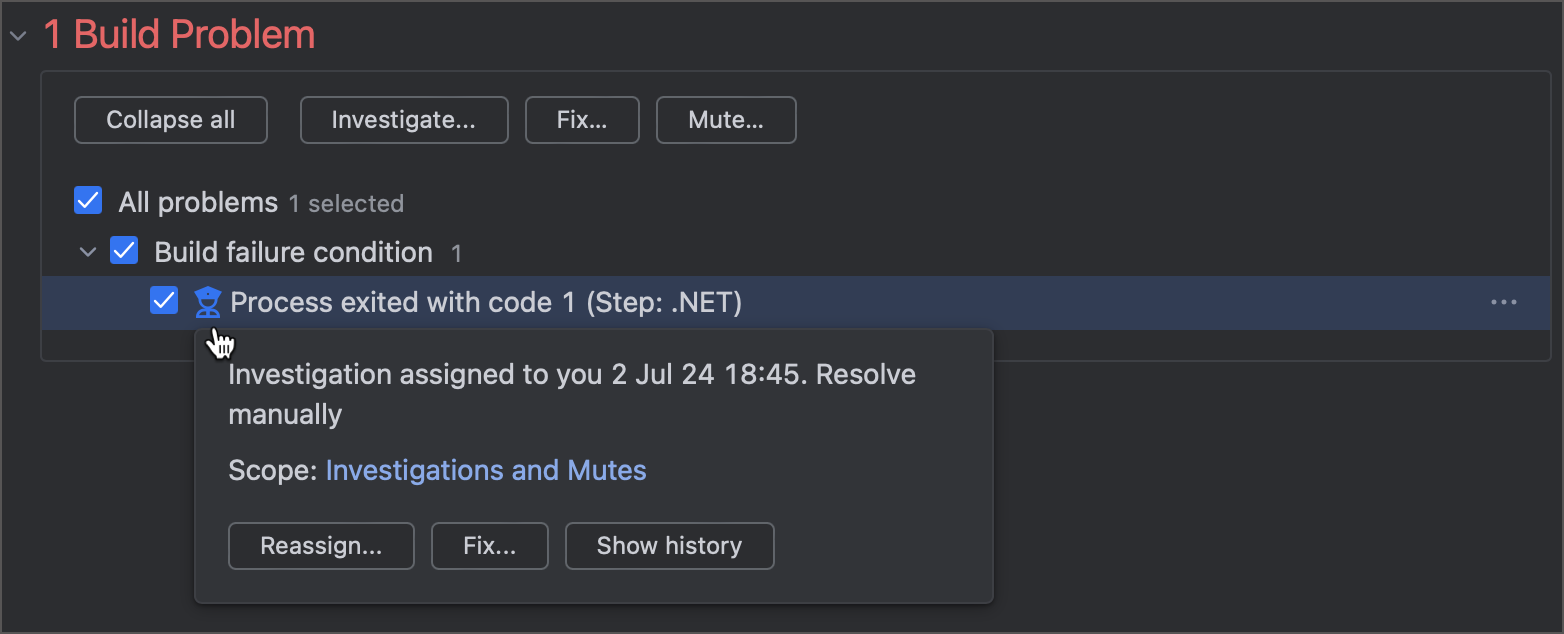 1 Build Problem
Collapse all Investigate... Fix... Mute...
All problems 1 selected
Build failure condition 1
Process exited with code 1 (Step: .NET)
Investigation assigned to you 2 Jul 24 18:45. Resolve
manually
Scope: Investigations and Mutes
Reassign... Fix... Show history